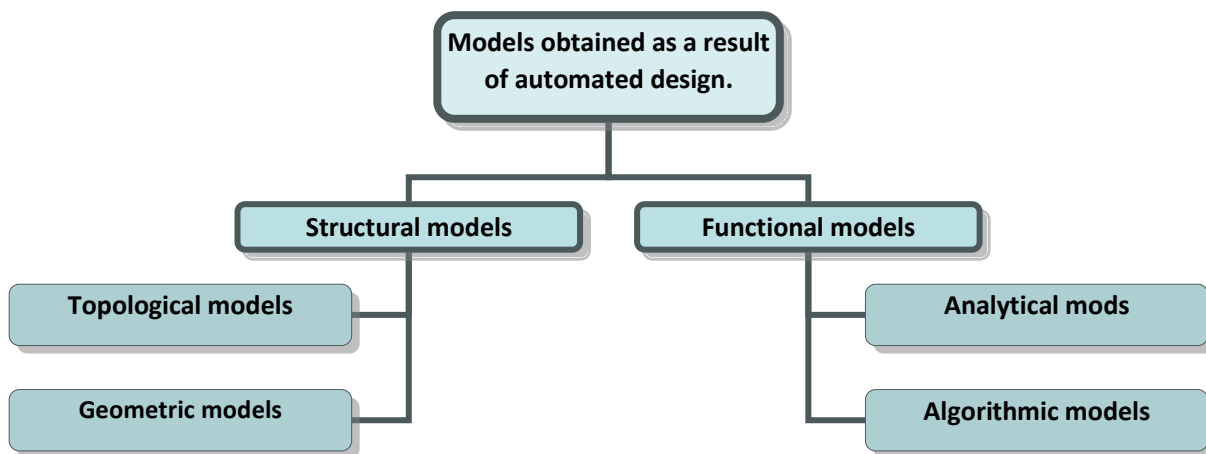 Models obtained as a result
of automated design.
Structural models
Functional models
Topological models
Analytical mods
Geometric models
Algorithmic models